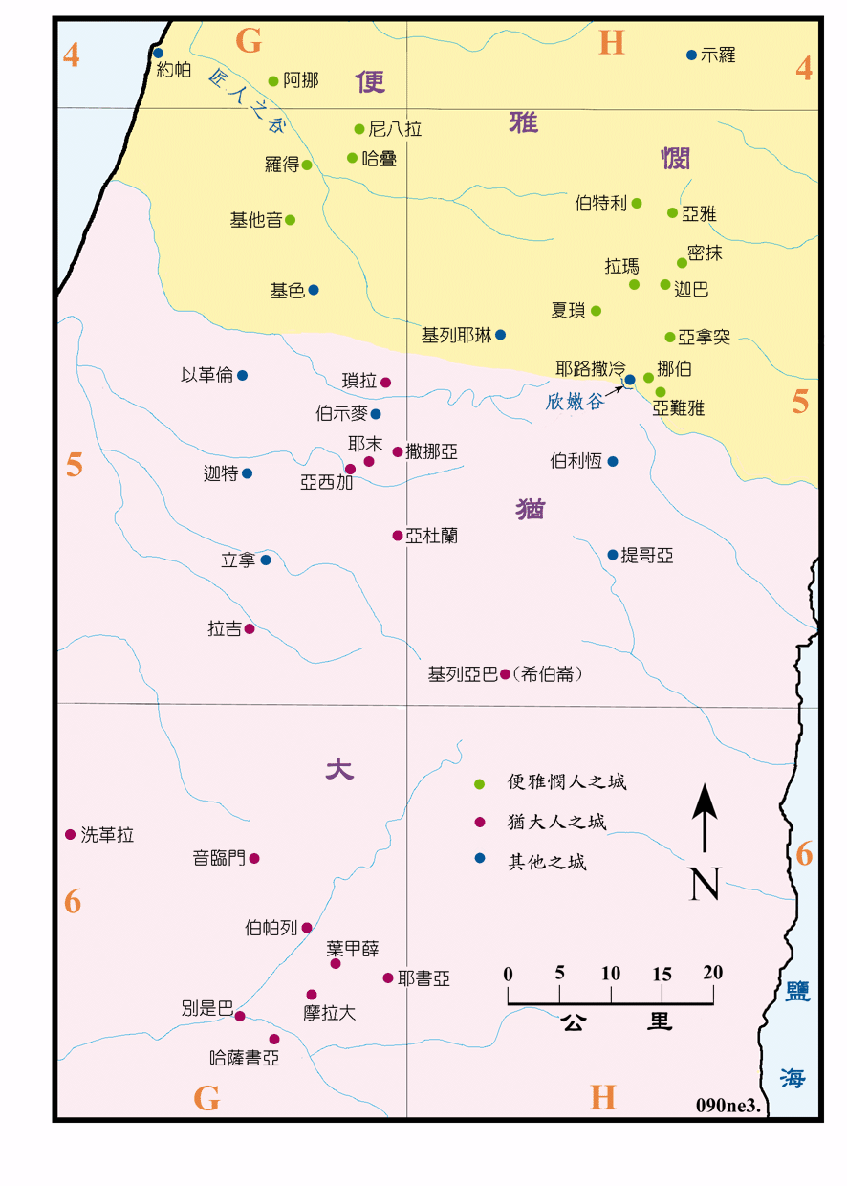 G
H
4
4
約帕
示羅
匠人之谷
阿挪
便
雅
憫
尼八拉
哈疊
羅得
伯特利
亞雅
基他音
密抹
拉瑪
迦巴
基色
夏瑣
基列耶琳
亞拿突
耶路撒冷
挪伯
以革倫
瑣拉
欣嫩谷
亞難雅
5
伯示麥
耶末
撒挪亞
5
迦特
亞西加
伯利恆
猶
亞杜蘭
立拿
提哥亞
拉吉
基列亞巴(希伯崙)
大
便雅憫人之城
洗革拉
猶大人之城
音臨門
其他之城
6
N
6
伯帕列
葉甲薛
耶書亞
0 5 10 15 20
公里
鹽
海
別是巴
摩拉大
哈薩書亞
G
H
090ne3.